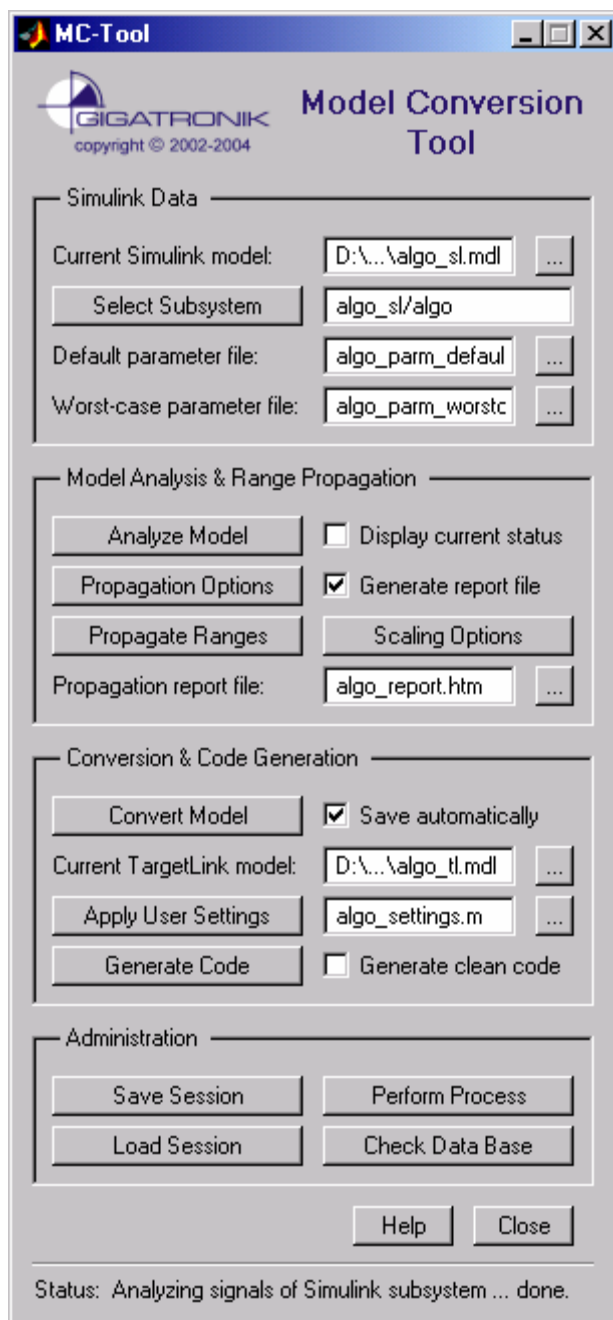 MC-Tool
GIGATRONIK
copyright © 2002-2004
Model Conversion
Tool
Simulink Data
Current Simulink model: D:\...\algo_sl.mdl ...
Select Subsystem algo_sl/algo
Default parameter file: algo_parm_defaul ...
Worst-case parameter file: algo_parm_worstc ...
Model Analysis & Range Propagation
Analyze Model Display current status
Propagation Options Generate report file
Propagate Ranges Scaling Options
Propagation report file: algo_report.htm ...
Conversion & Code Generation
Convert Model Save automatically
Current TargetLink model: D:\...\algo_tl.mdl ...
Apply User Settings algo_settings.m ...
Generate Code Generate clean code
Administration
Save Session Perform Process
Load Session Check Data Base
Help Close
Status: Analyzing signals of Simulink subsystem ... done.